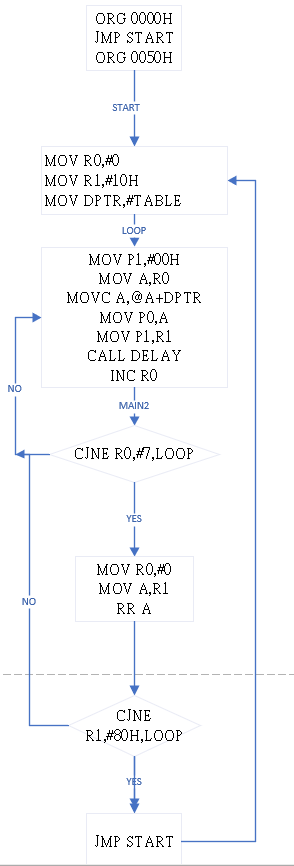 ORG 0000H
JMP START
ORG 0050H
START
MOV R0,#0
MOV R1,#10H
MOV DPTR,#TABLE
LOOP
MOV P1,#00H
MOV A,R0
MOVC A,@A+DPTR
MOV P0,A
MOV P1,R1
CALL DELAY
INC R0
NO
MAIN2
CJNE R0,#7,LOOP
YES
MOV R0,#0
MOV A,R1
RR A
NO
CJNE
R1,#80H,LOOP
YES
JMP START